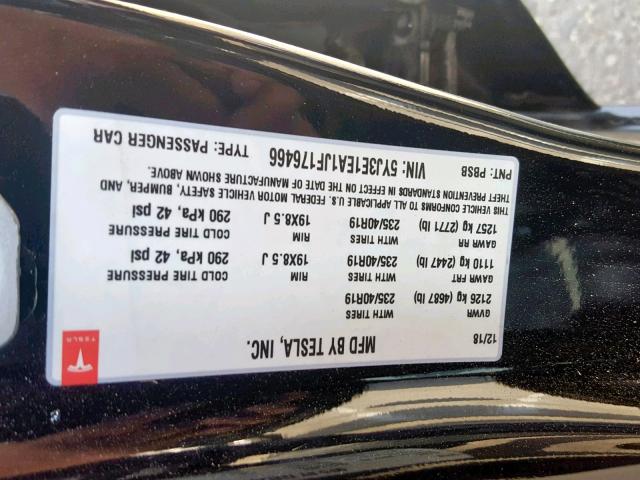 MFD BY TESLA, INC.
12/18
GVWR
2126 kg (4687 lb)
WITH TIRES
235/40R19
GAWR FRT
1110 kg (2447 lb)
WITH TIRES
235/40R19
RIM
19X8.5 J
COLD TIRE PRESSURE
290 kPa, 42 psi
GAWR RR
1257 kg (2771 lb)
WITH TIRES
235/40R19
RIM
19X8.5 J
COLD TIRE PRESSURE
290 kPa, 42 psi
THIS VEHICLE CONFORMS TO ALL APPLICABLE U.S. FEDERAL MOTOR VEHICLE SAFETY, BUMPER, AND
THEFT PREVENTION STANDARDS IN EFFECT ON THE DATE OF MANUFACTURE SHOWN ABOVE.
VIN: 5YJ3E1EA1JF176466
TYPE: PASSENGER CAR
PNT: PBSB
TESLA